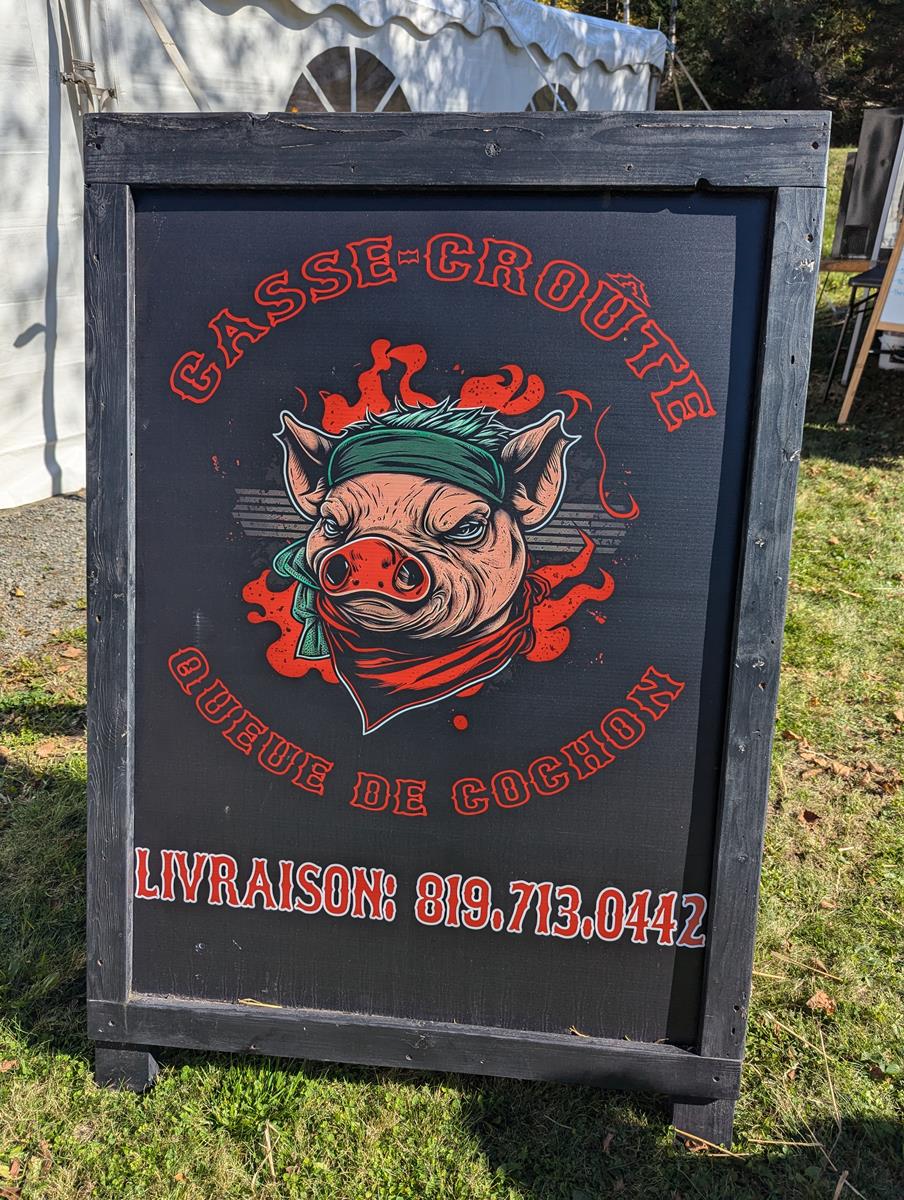 CASSE-CROÛTE
QUEUE DE COCHON
LIVRAISON: 819.713.0442